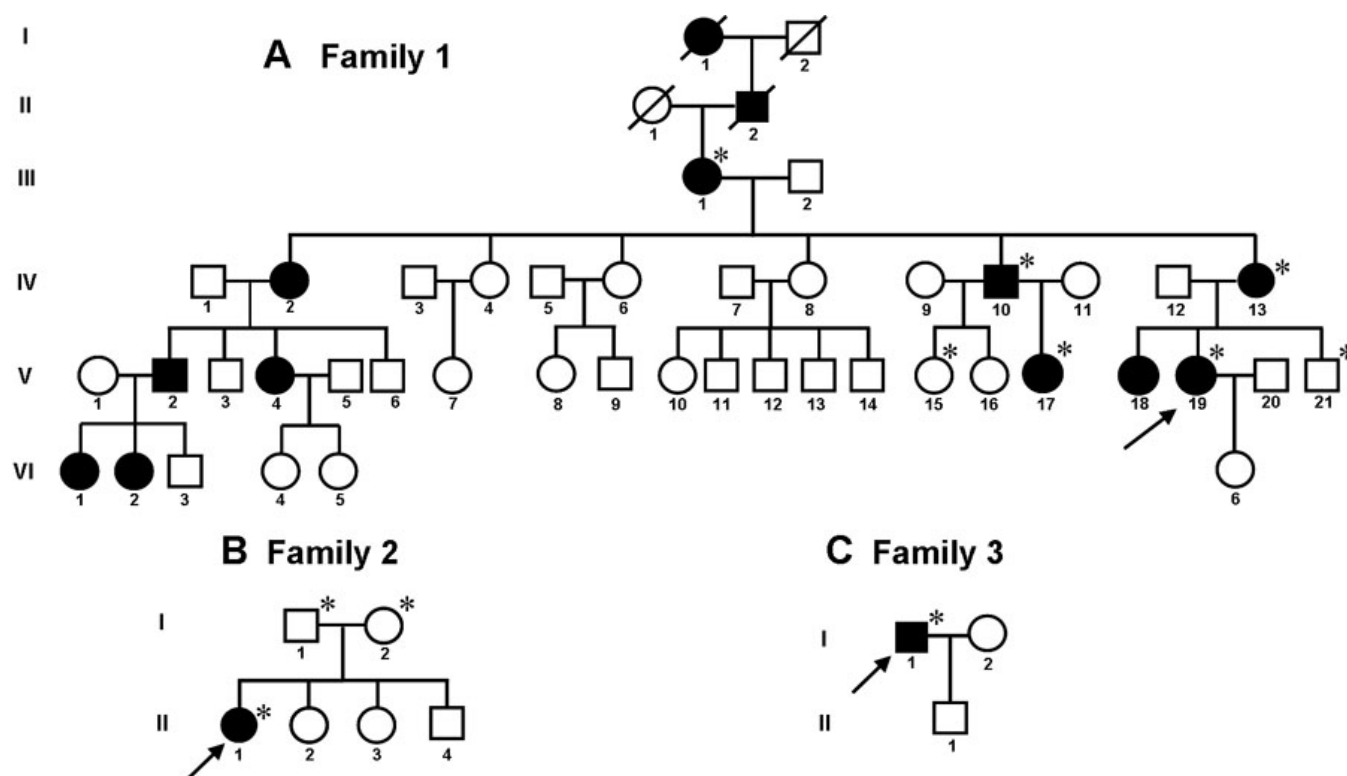 I
A Family 1
1 2
II
1 2
III
* 
1 2
IV
* *
1 2 3 4 5 6 7 8 9 10 11 12 13
V
* * * *
1 2 3 4 5 6 7 8 9 10 11 12 13 14 15 16 17 18 19 20 21
VI
1 2 3 4 5 6
B Family 2
C Family 3
I
* *
1 2
II
*
1 2 3 4
I
*
1 2
II
1